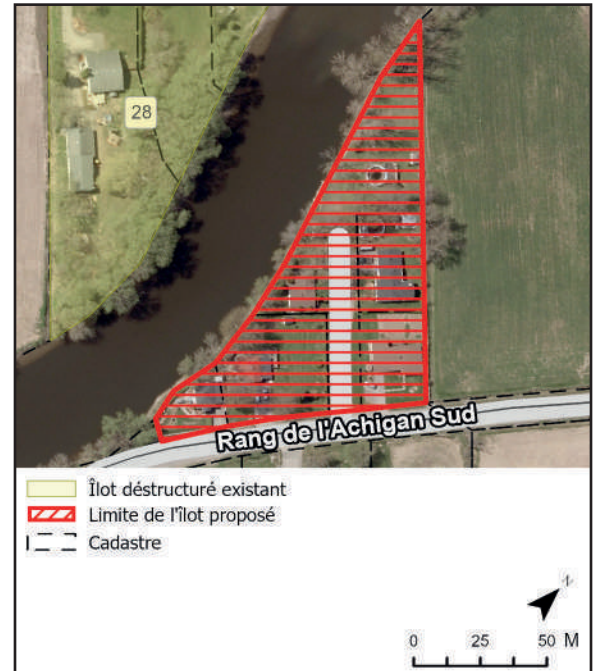 28
Rang de l'Achigan Sud
Îlot déstructuré existant
Limite de l'îlot proposé
Cadastre
N
0 25 50 M